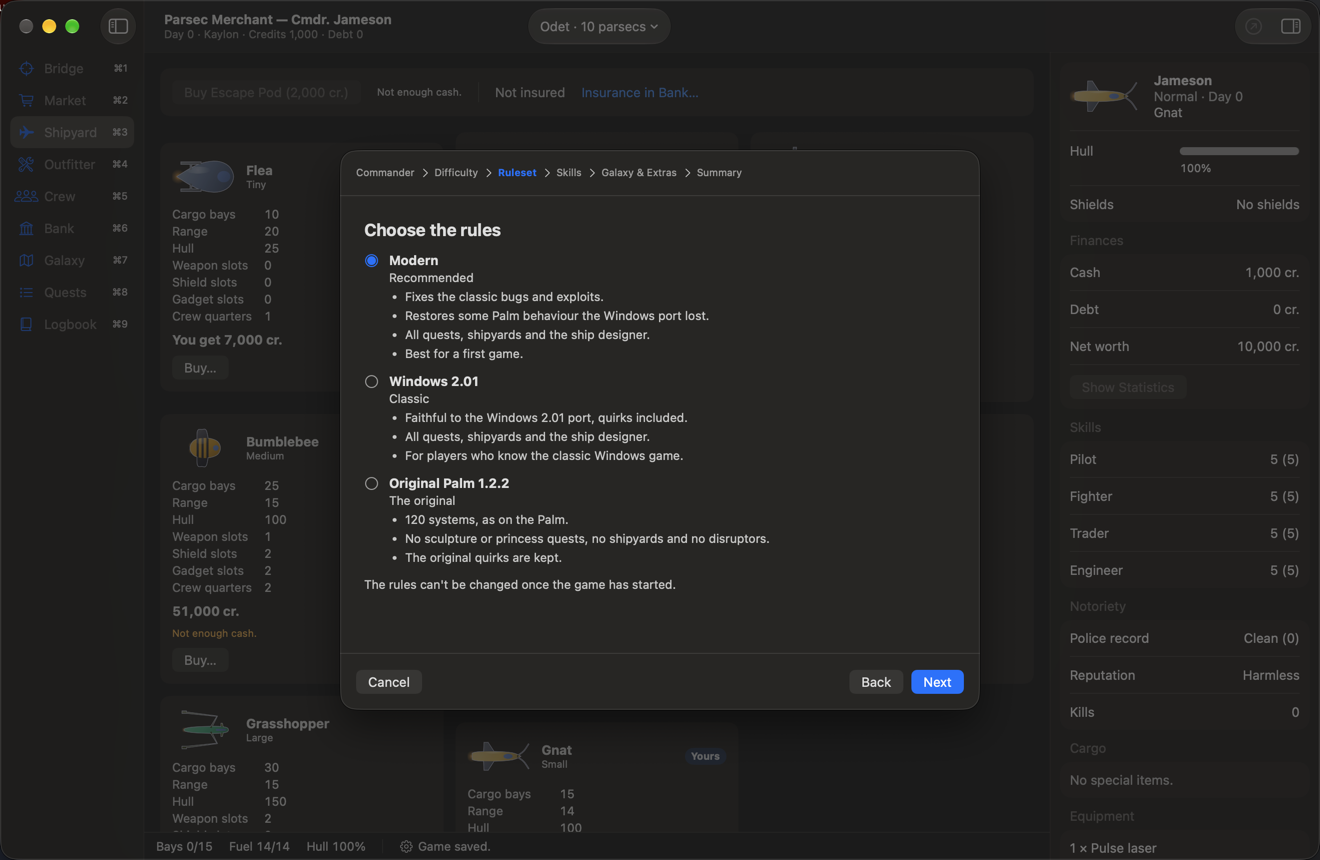 Parsec Merchant — Cmdr. Jameson
Day 0 · Kaylon · Credits 1,000 · Debt 0
Odet · 10 parsecs
Bridge ⌘1
Market ⌘2
Shipyard ⌘3
Outfitter ⌘4
Crew ⌘5
Bank ⌘6
Galaxy ⌘7
Quests ⌘8
Logbook ⌘9
Buy Escape Pod (2,000 cr.)
Not enough cash.
Not insured
Insurance in Bank...
Flea
Tiny
Cargo bays 10
Range 20
Hull 25
Weapon slots 0
Shield slots 0
Gadget slots 0
Crew quarters 1
You get 7,000 cr.
Buy...
Bumblebee
Medium
Cargo bays 25
Range 15
Hull 100
Weapon slots 1
Shield slots 2
Gadget slots 2
Crew quarters 2
51,000 cr.
Not enough cash.
Buy...
Grasshopper
Large
Cargo bays 30
Range 15
Hull 150
Weapon slots 2
Gnat
Small
Yours
Cargo bays 15
Range 14
Hull 100
Commander > Difficulty > Ruleset > Skills > Galaxy & Extras > Summary
Choose the rules
Modern
Recommended
• Fixes the classic bugs and exploits.
• Restores some Palm behaviour the Windows port lost.
• All quests, shipyards and the ship designer.
• Best for a first game.
Windows 2.01
Classic
• Faithful to the Windows 2.01 port, quirks included.
• All quests, shipyards and the ship designer.
• For players who know the classic Windows game.
Original Palm 1.2.2
The original
• 120 systems, as on the Palm.
• No sculpture or princess quests, no shipyards and no disruptors.
• The original quirks are kept.
The rules can't be changed once the game has started.
Cancel
Back
Next
Jameson
Normal · Day 0
Gnat
Hull
100%
Shields No shields
Finances
Cash 1,000 cr.
Debt 0 cr.
Net worth 10,000 cr.
Show Statistics
Skills
Pilot 5 (5)
Fighter 5 (5)
Trader 5 (5)
Engineer 5 (5)
Notoriety
Police record Clean (0)
Reputation Harmless
Kills 0
Cargo
No special items.
Equipment
1 × Pulse laser
Bays 0/15 Fuel 14/14 Hull 100% Game saved.